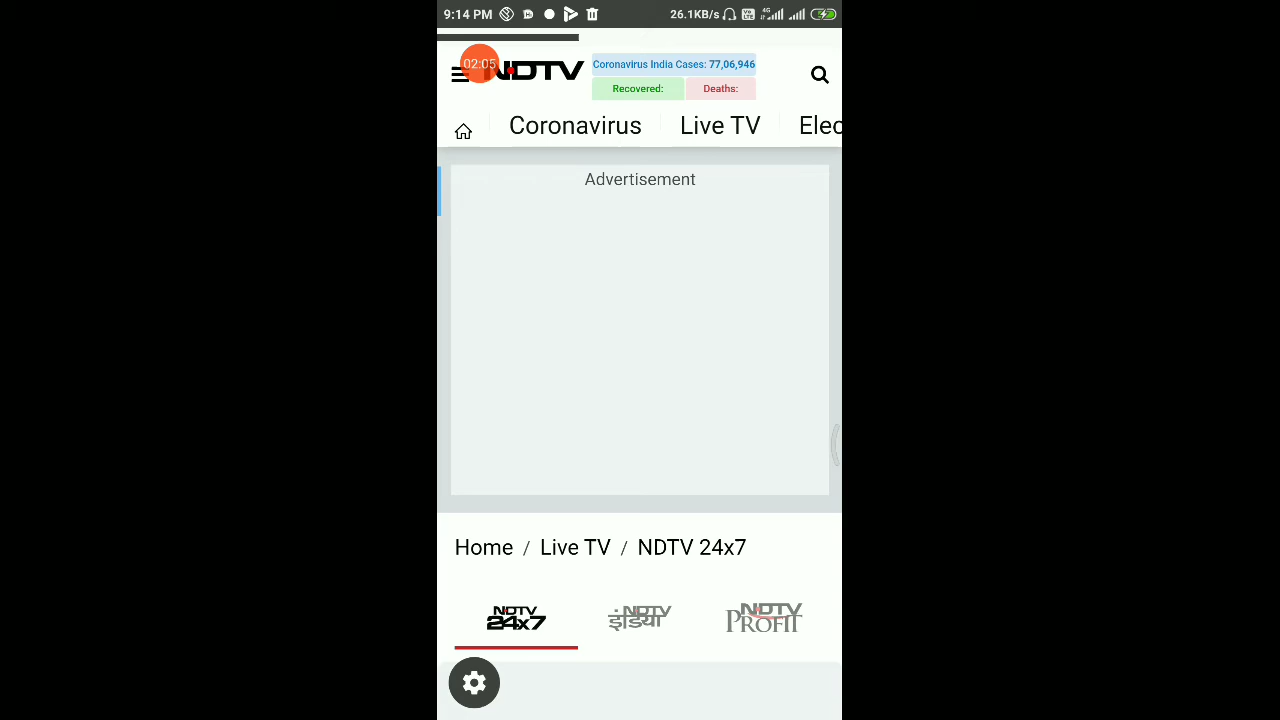 9:14 PM 26.1KB/s 4G
02:05 NDTV
Coronavirus India Cases: 77,06,946
Recovered: Deaths:
Coronavirus Live TV Elec
Advertisement
Home / Live TV / NDTV 24x7
NDTV 24x7 NDTV इंडिया NDTV PROFIT